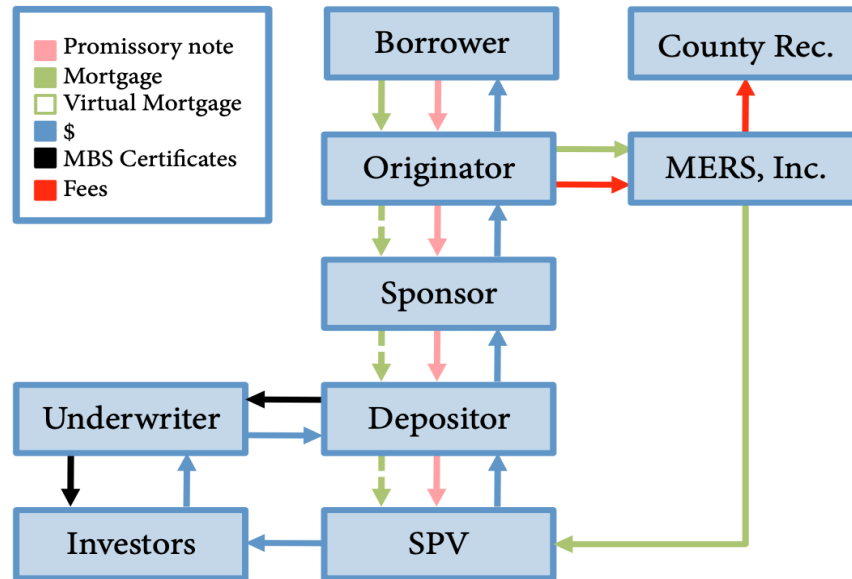 Promissory note
Mortgage
Virtual Mortgage
$
MBS Certificates
Fees
Borrower
County Rec.
Originator
MERS, Inc.
Sponsor
Underwriter
Depositor
Investors
SPV